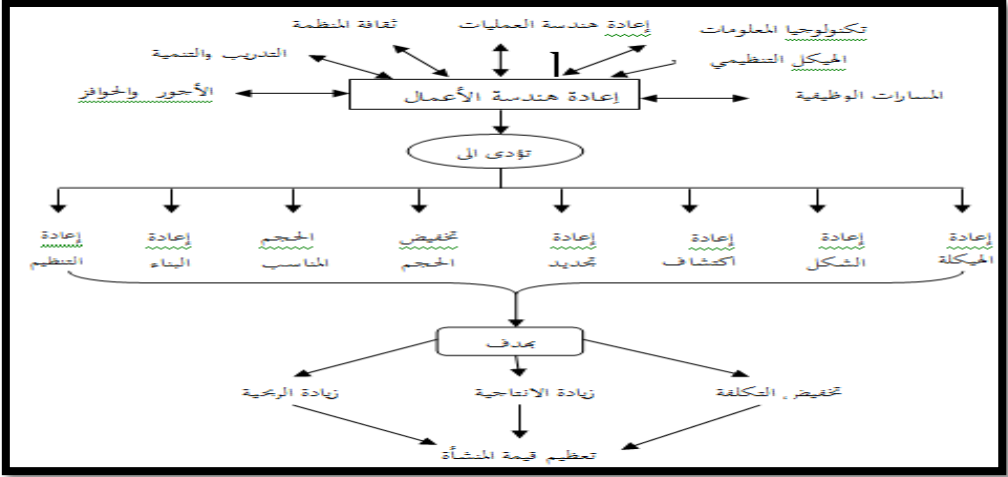 تكنولوجيا المعلومات
إعادة هندسة العمليات
ثقافة المنظمة
الهيكل التنظيمي
التدريب والتنمية
المسارات الوظيفية
إعادة هندسة الأعمال
الأجور والحوافز
تؤدى الى
إعادة
الهيكلة
إعادة
الشكل
إعادة
اكتشاف
إعادة
تجديد
تخفيض
الحجم
الحجم
المناسب
إعادة
البناء
إعادة
التنظيم
بهدف
تخفيض التكلفة
زيادة الانتاجية
زيادة الربحية
تعظيم قيمة المنشأة